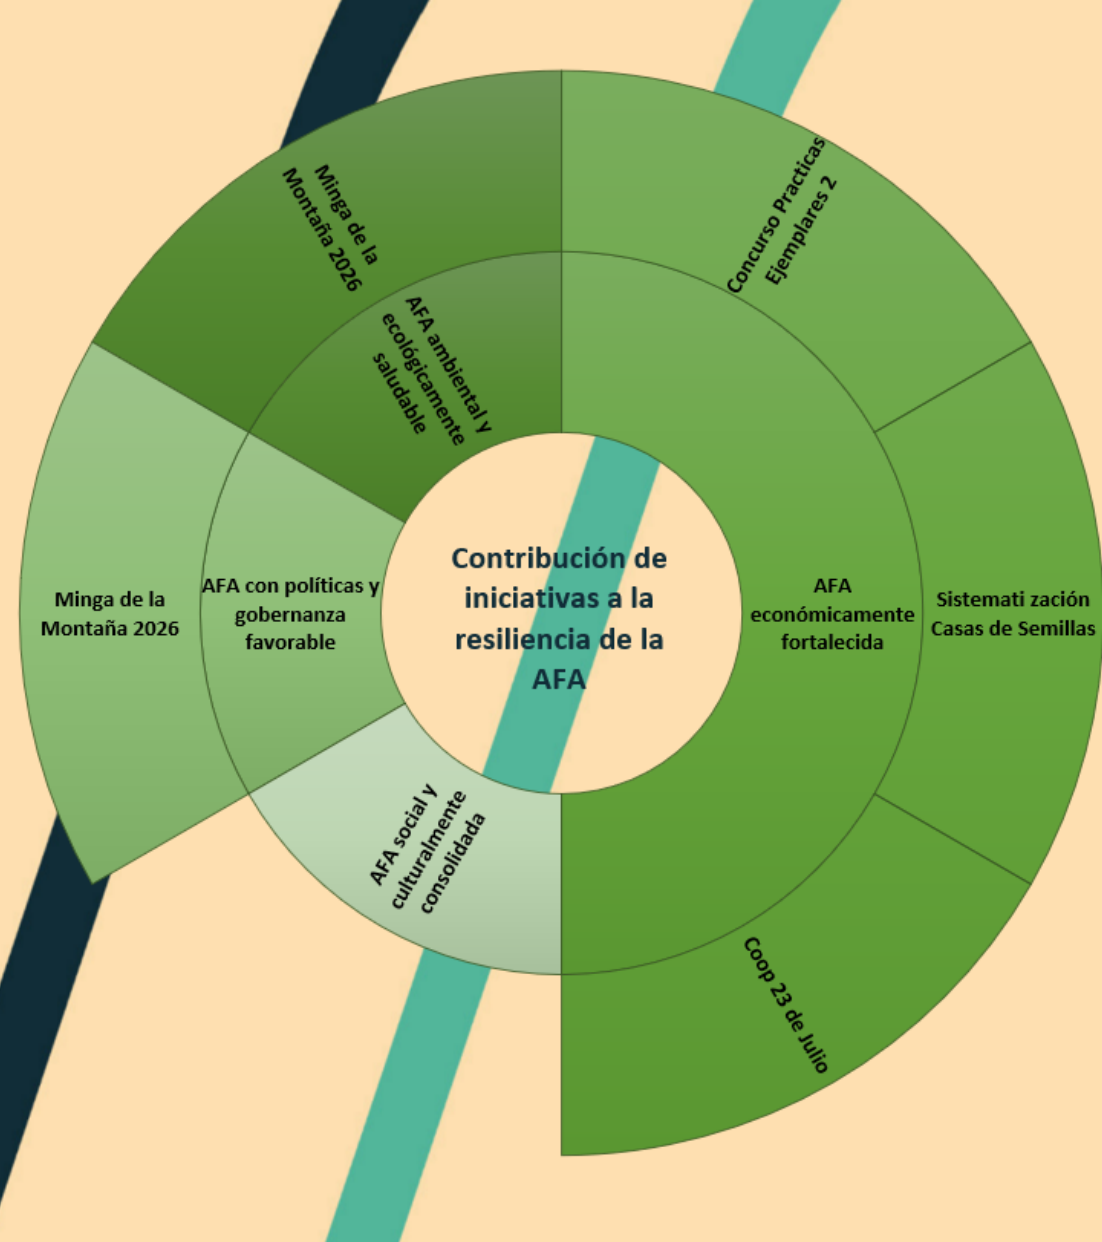 Contribución de
iniciativas a la
resiliencia de la
AFA
Concurso Practicas
Ejemplares 2
AFA
económicamente
fortalecida
Sistemati zación
Casas de Semillas
Coop 23 de Julio
AFA social y
culturalmente
consolidada
AFA con políticas y
gobernanza
favorable
Minga de la
Montaña 2026
AFA ambiental y
ecológicamente
saludable
Minga de la
Montaña 2026